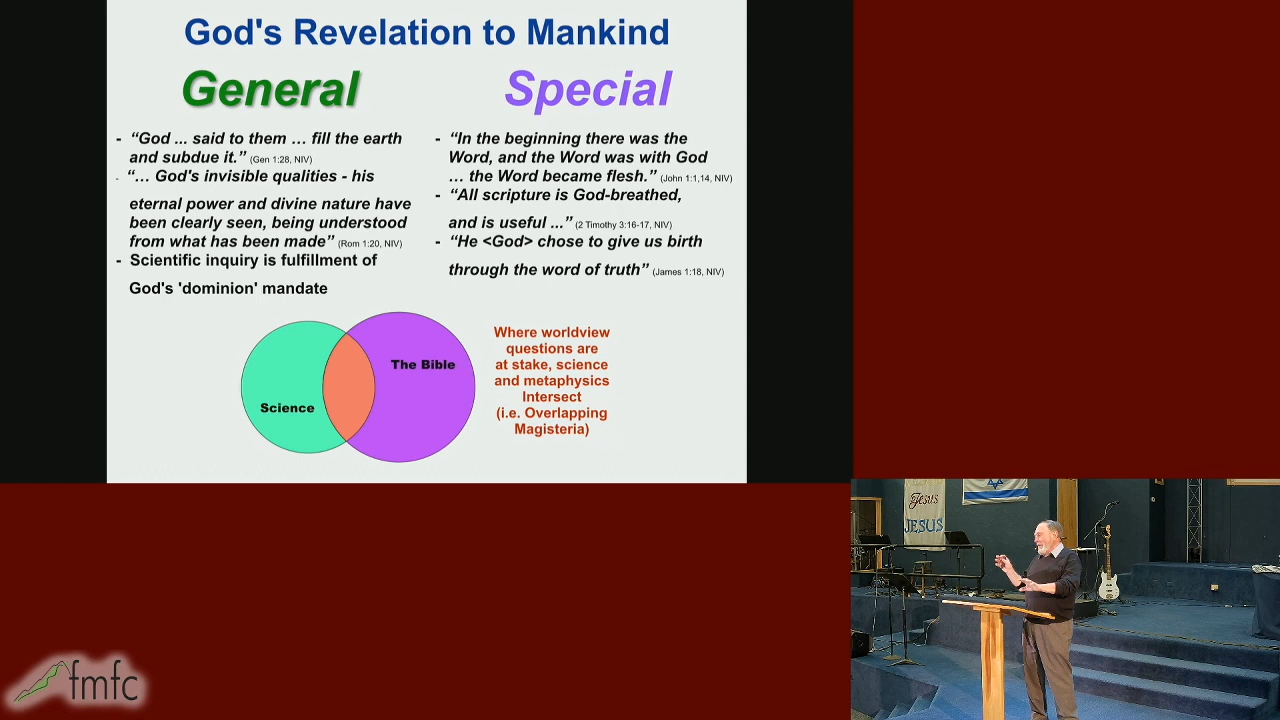 God's Revelation to Mankind
General
- “God ... said to them ... fill the earth
and subdue it.” (Gen 1:28, NIV)
- “... God's invisible qualities - his
eternal power and divine nature have
been clearly seen, being understood
from what has been made” (Rom 1:20, NIV)
- Scientific inquiry is fulfillment of
God's 'dominion' mandate
Special
- “In the beginning there was the
Word, and the Word was with God
... the Word became flesh.” (John 1:1,14, NIV)
- “All scripture is God-breathed,
and is useful ...” (2 Timothy 3:16-17, NIV)
- “He <God> chose to give us birth
through the word of truth” (James 1:18, NIV)
Science
The Bible
Where worldview
questions are
at stake, science
and metaphysics
Intersect
(i.e. Overlapping
Magisteria)
Jesus
JESUS
fmfc